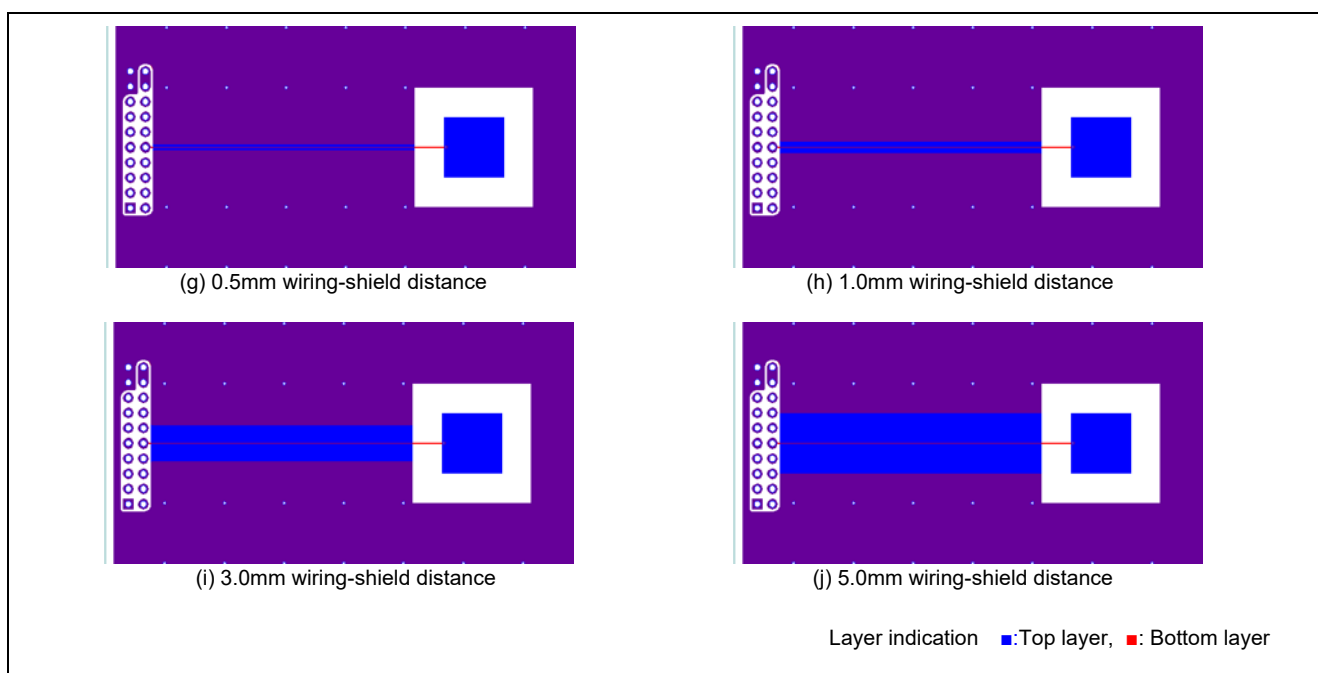 (g) 0.5mm wiring-shield distance
(h) 1.0mm wiring-shield distance
(i) 3.0mm wiring-shield distance
(j) 5.0mm wiring-shield distance
Layer indication ■:Top layer, ■: Bottom layer